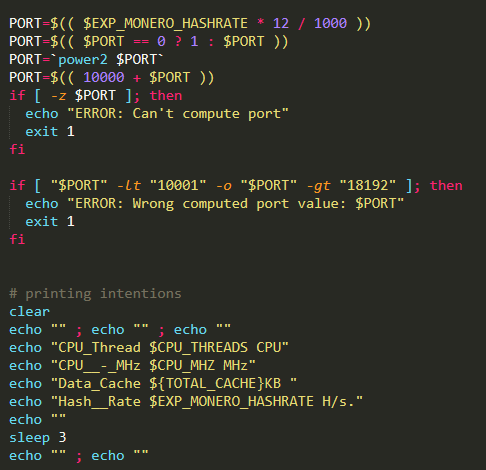 PORT=$(( $EXP_MONERO_HASHRATE * 12 / 1000 ))
PORT=$(( $PORT == 0 ? 1 : $PORT ))
PORT=`power2 $PORT`
PORT=$(( 10000 + $PORT ))
if [ -z $PORT ]; then
  echo "ERROR: Can't compute port"
  exit 1
fi

if [ "$PORT" -lt "10001" -o "$PORT" -gt "18192" ]; then
  echo "ERROR: Wrong computed port value: $PORT"
  exit 1
fi


# printing intentions
clear
echo "" ; echo "" ; echo ""
echo "CPU_Thread $CPU_THREADS CPU"
echo "CPU__-_MHz $CPU_MHZ MHz"
echo "Data_Cache ${TOTAL_CACHE}KB "
echo "Hash__Rate $EXP_MONERO_HASHRATE H/s."
echo ""
sleep 3
echo "" ; echo ""